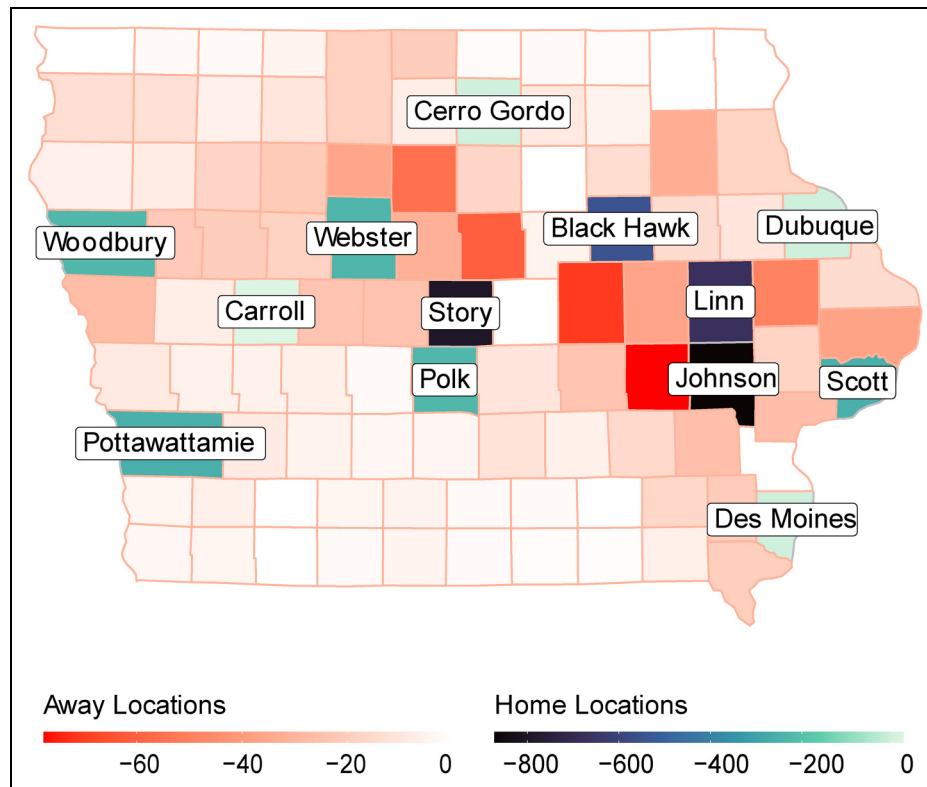 Cerro Gordo
Woodbury
Webster
Black Hawk
Dubuque
Carroll
Story
Linn
Polk
Johnson
Scott
Pottawattamie
Des Moines
Away Locations
−60 −40 −20 0
Home Locations
−800 −600 −400 −200 0